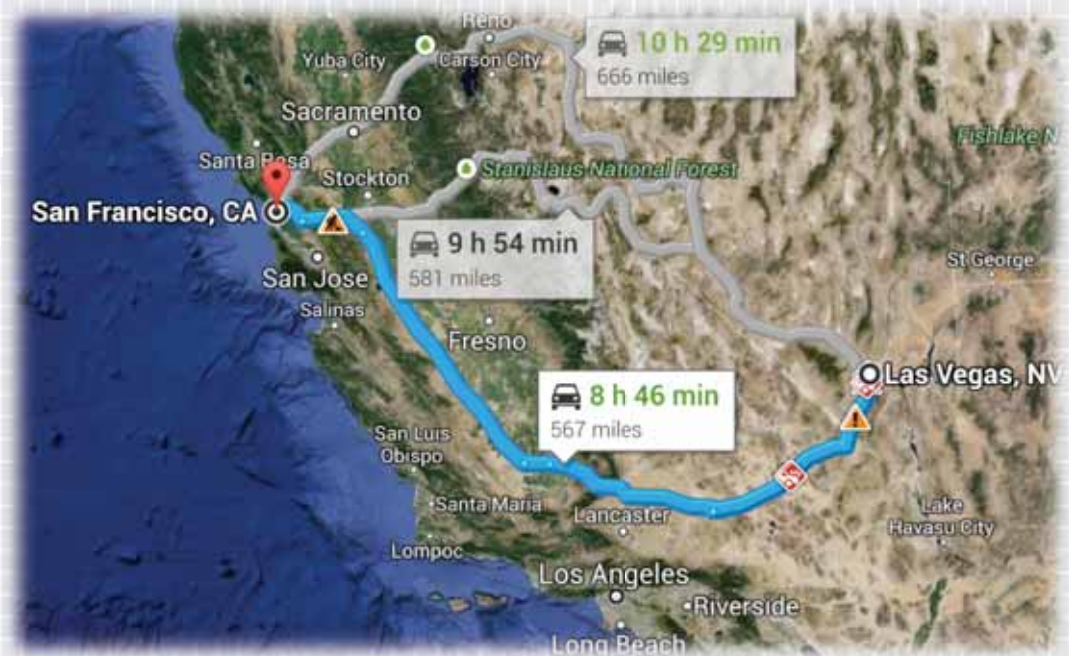 Reno
10 h 29 min
666 miles
Yuba City
Carson City
Sacramento
Fishlake N
Santa Rosa
Stanislaus National Forest
Stockton
San Francisco, CA
9 h 54 min
581 miles
St George
San Jose
Salinas
Fresno
Las Vegas, NV
8 h 46 min
567 miles
San Luis
Obispo
Santa Maria
Lancaster
Lake
Havasu City
Lompoc
Los Angeles
Riverside
Long Beach